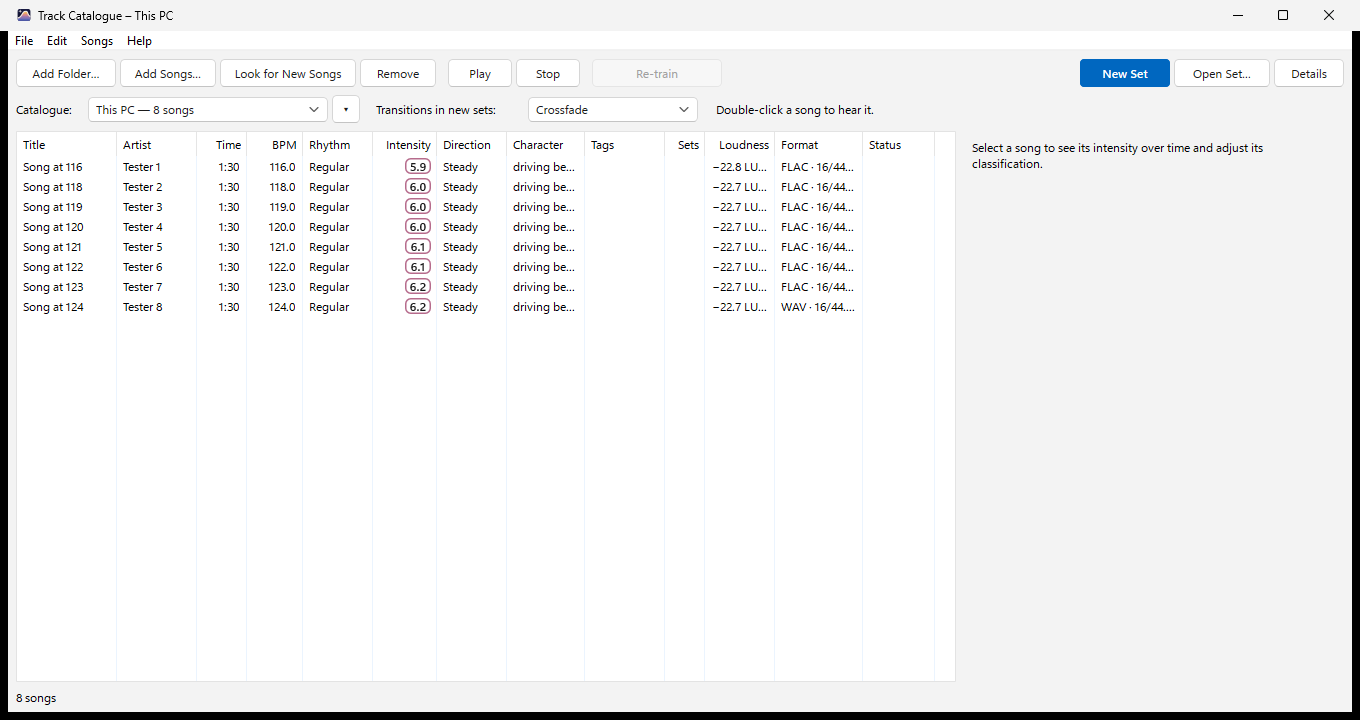 Track Catalogue – This PC
File Edit Songs Help
Add Folder... Add Songs... Look for New Songs Remove Play Stop Re-train New Set Open Set... Details
Catalogue: This PC — 8 songs Transitions in new sets: Crossfade Double-click a song to hear it.
Title Artist Time BPM Rhythm Intensity Direction Character Tags Sets Loudness Format Status
Song at 116 Tester 1 1:30 116.0 Regular 5.9 Steady driving be... −22.8 LU... FLAC · 16/44...
Song at 118 Tester 2 1:30 118.0 Regular 6.0 Steady driving be... −22.7 LU... FLAC · 16/44...
Song at 119 Tester 3 1:30 119.0 Regular 6.0 Steady driving be... −22.7 LU... FLAC · 16/44...
Song at 120 Tester 4 1:30 120.0 Regular 6.0 Steady driving be... −22.7 LU... FLAC · 16/44...
Song at 121 Tester 5 1:30 121.0 Regular 6.1 Steady driving be... −22.7 LU... FLAC · 16/44...
Song at 122 Tester 6 1:30 122.0 Regular 6.1 Steady driving be... −22.7 LU... FLAC · 16/44...
Song at 123 Tester 7 1:30 123.0 Regular 6.2 Steady driving be... −22.7 LU... FLAC · 16/44...
Song at 124 Tester 8 1:30 124.0 Regular 6.2 Steady driving be... −22.7 LU... WAV · 16/44....
Select a song to see its intensity over time and adjust its
classification.
8 songs